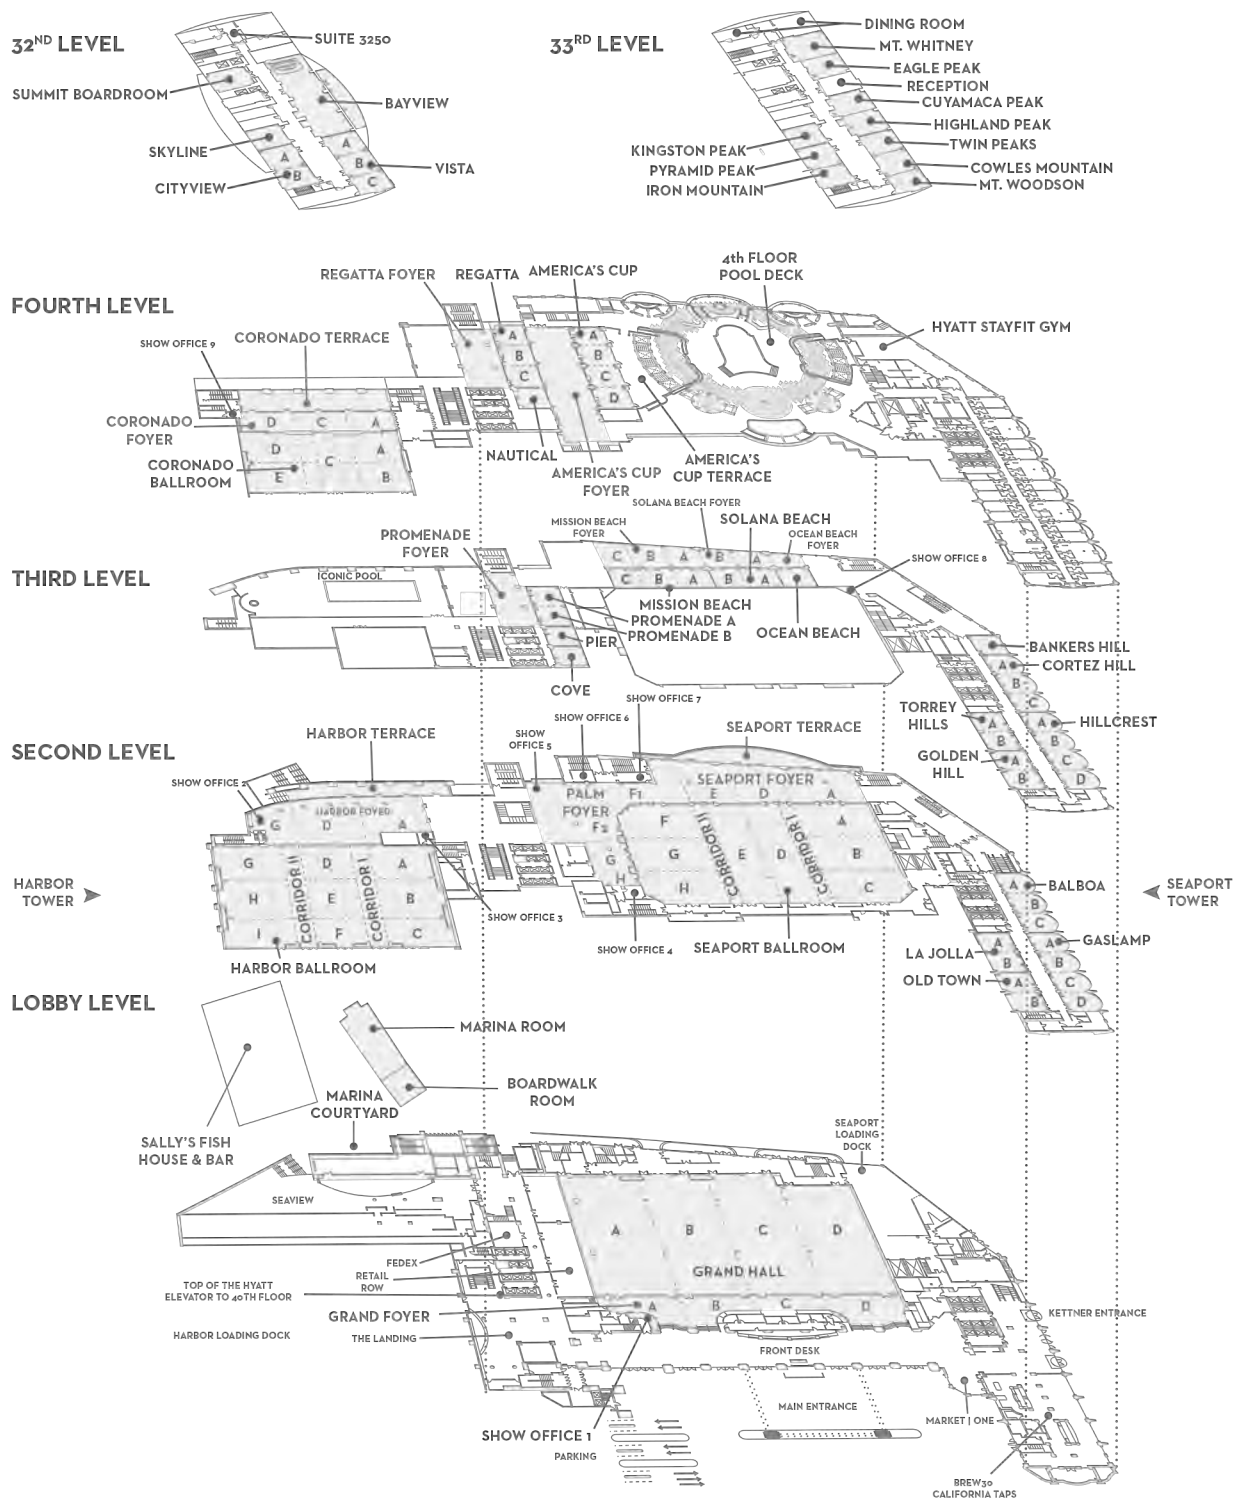 32ND LEVEL
SUITE 3250
SUMMIT BOARDROOM
BAYVIEW
SKYLINE
A
A
B
VISTA
B
CITYVIEW
C
33RD LEVEL
DINING ROOM
MT. WHITNEY
EAGLE PEAK
RECEPTION
CUYAMACA PEAK
HIGHLAND PEAK
TWIN PEAKS
KINGSTON PEAK
COWLES MOUNTAIN
PYRAMID PEAK
MT. WOODSON
IRON MOUNTAIN
FOURTH LEVEL
4th FLOOR
POOL DECK
REGATTA FOYER
REGATTA
AMERICA'S CUP
HYATT STAYFIT GYM
SHOW OFFICE 9
CORONADO TERRACE
A
B
C
A
B
C
D
CORONADO
FOYER
D C A
D C A
E B
CORONADO
BALLROOM
NAUTICAL
AMERICA'S CUP
FOYER
AMERICA'S
CUP TERRACE
THIRD LEVEL
SOLANA BEACH FOYER
MISSION BEACH
FOYER
SOLANA BEACH
OCEAN BEACH
FOYER
PROMENADE
FOYER
C B A B A
C B A B A
SHOW OFFICE 8
ICONIC POOL
MISSION BEACH
PROMENADE A
PROMENADE B
PIER
OCEAN BEACH
COVE
BANKERS HILL
CORTEZ HILL
A
B
C
TORREY
HILLS
A
B
HILLCREST
A
B
C
D
GOLDEN
HILL
A
B
SECOND LEVEL
SHOW OFFICE 7
SHOW OFFICE 6
SHOW
OFFICE 5
HARBOR TERRACE
SEAPORT TERRACE
SHOW OFFICE 2
HARBOR FOYER
G D A
PALM
FOYER
F1
F2
G
H
SEAPORT FOYER
E D A
G D A
H E B
I F C
CORRIDOR II
CORRIDOR I
F A
G E D B
H C
CORRIDOR II
CORRIDOR I
HARBOR
TOWER
SHOW OFFICE 3
SHOW OFFICE 4
HARBOR BALLROOM
SEAPORT BALLROOM
BALBOA
A
B
C
SEAPORT
TOWER
GASLAMP
A
B
C
D
LA JOLLA
A
B
OLD TOWN
A
B
LOBBY LEVEL
MARINA ROOM
BOARDWALK
ROOM
MARINA
COURTYARD
SALLY'S FISH
HOUSE & BAR
SEAPORT
LOADING
DOCK
SEAVIEW
A B C D
GRAND HALL
FEDEX
RETAIL
ROW
TOP OF THE HYATT
ELEVATOR TO 40TH FLOOR
GRAND FOYER
A B C D
KETTNER ENTRANCE
HARBOR LOADING DOCK
THE LANDING
FRONT DESK
MAIN ENTRANCE
MARKET | ONE
SHOW OFFICE 1
PARKING
BREW30
CALIFORNIA TAPS